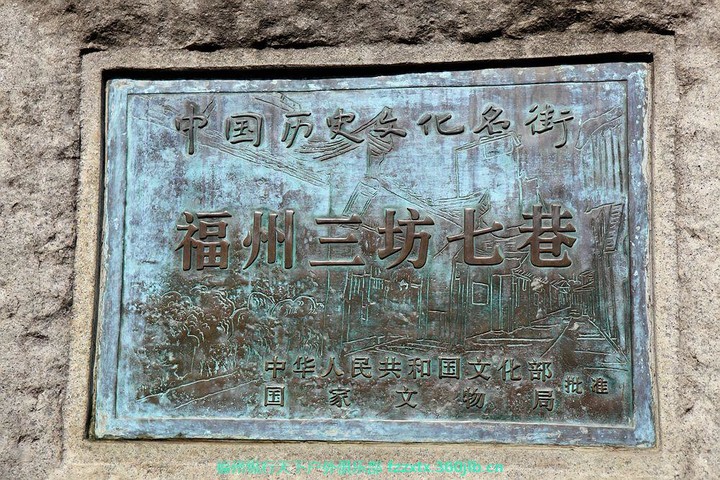 中国历史文化名街
福州三坊七巷
中华人民共和国文化部
国家文物局 批准